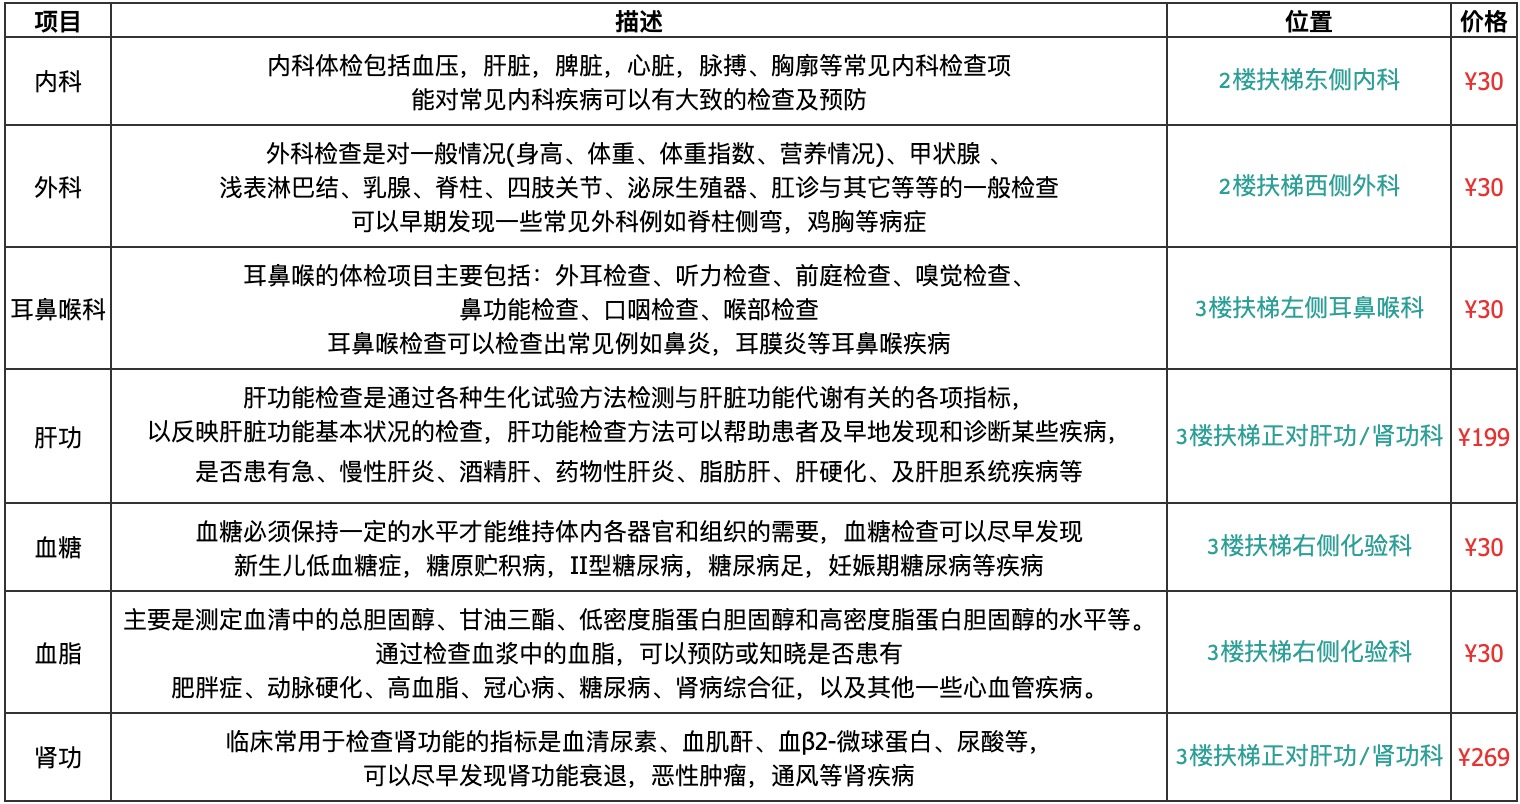 项目 描述 位置 价格
内科
内科体检包括血压，肝脏，脾脏，心脏，脉搏、胸廓等常见内科检查项
能对常见内科疾病可以有大致的检查及预防
2楼扶梯东侧内科
¥30
外科
外科检查是对一般情况(身高、体重、体重指数、营养情况)、甲状腺 、
浅表淋巴结、乳腺、脊柱、四肢关节、泌尿生殖器、肛诊与其它等等的一般检查
可以早期发现一些常见外科例如脊柱侧弯，鸡胸等病症
2楼扶梯西侧外科
¥30
耳鼻喉科
耳鼻喉的体检项目主要包括：外耳检查、听力检查、前庭检查、嗅觉检查、
鼻功能检查、口咽检查、喉部检查
耳鼻喉检查可以检查出常见例如鼻炎，耳膜炎等耳鼻喉疾病
3楼扶梯左侧耳鼻喉科
¥30
肝功
肝功能检查是通过各种生化试验方法检测与肝脏功能代谢有关的各项指标，
以反映肝脏功能基本状况的检查，肝功能检查方法可以帮助患者及早地发现和诊断某些疾病，
是否患有急、慢性肝炎、酒精肝、药物性肝炎、脂肪肝、肝硬化、及肝胆系统疾病等
3楼扶梯正对肝功/肾功科
¥199
血糖
血糖必须保持一定的水平才能维持体内各器官和组织的需要，血糖检查可以尽早发现
新生儿低血糖症，糖原贮积病，II型糖尿病，糖尿病足，妊娠期糖尿病等疾病
3楼扶梯右侧化验科
¥30
血脂
主要是测定血清中的总胆固醇、甘油三酯、低密度脂蛋白胆固醇和高密度脂蛋白胆固醇的水平等。
通过检查血浆中的血脂，可以预防或知晓是否患有
肥胖症、动脉硬化、高血脂、冠心病、糖尿病、肾病综合征，以及其他一些心血管疾病。
3楼扶梯右侧化验科
¥30
肾功
临床常用于检查肾功能的指标是血清尿素、血肌酐、血β2-微球蛋白、尿酸等，
可以尽早发现肾功能衰退，恶性肿瘤，通风等肾疾病
3楼扶梯正对肝功/肾功科
¥269